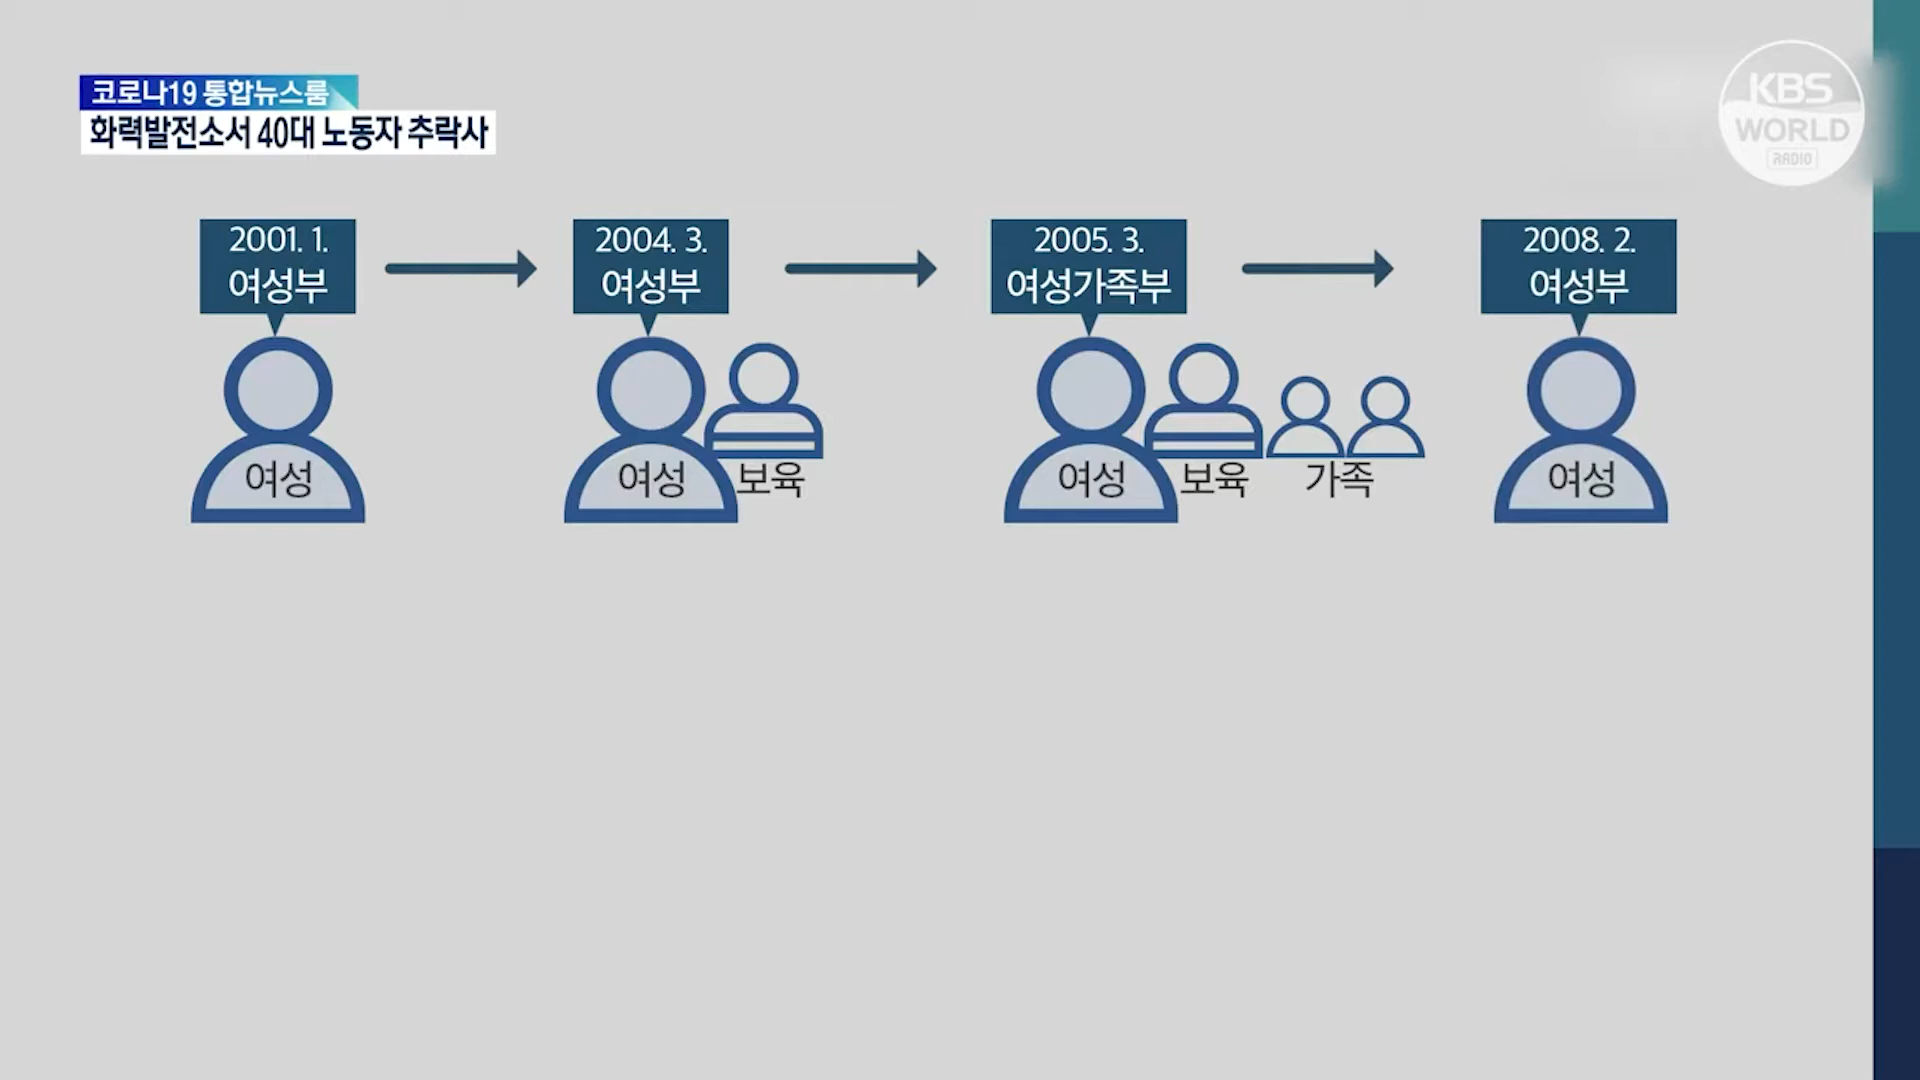 코로나19 통합뉴스룸
화력발전소서 40대 노동자 추락사
KBS
WORLD
RADIO
2001. 1.
여성부
2004. 3.
여성부
2005. 3.
여성가족부
2008. 2.
여성부
여성
여성
보육
여성
보육
가족
여성